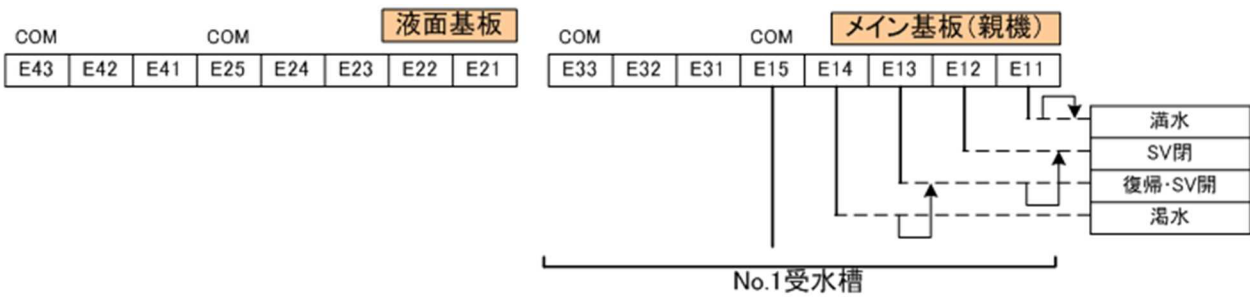 液面基板
メイン基板(親機)
COM COM COM COM
E43 E42 E41 E25 E24 E23 E22 E21 E33 E32 E31 E15 E14 E13 E12 E11
満水
SV閉
復帰・SV開
渇水
No.1受水槽